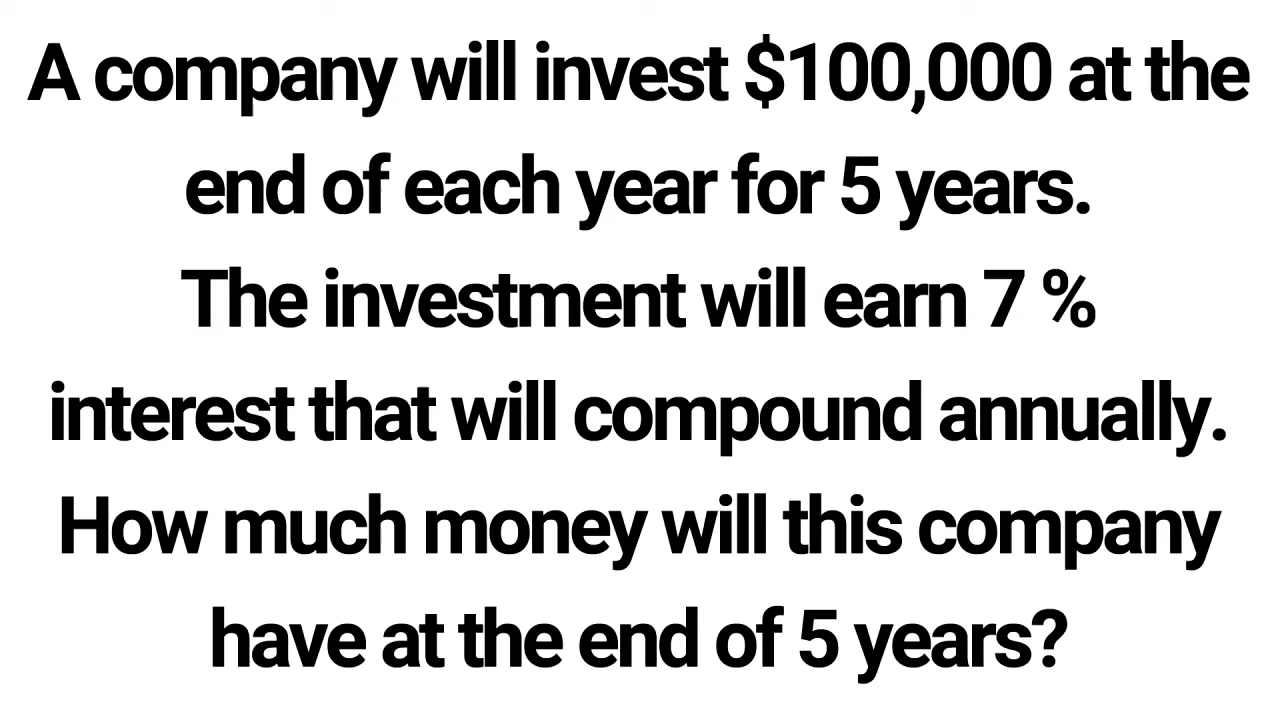 A company will invest $100,000 at the
end of each year for 5 years.
The investment will earn 7 %
interest that will compound annually.
How much money will this company
have at the end of 5 years?